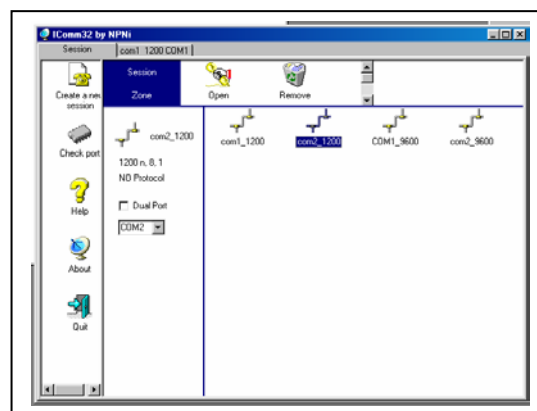 IComm32 by NPNi
Session
com1 1200 COM1
Create a new
session
Check port
Help
About
Quit
Session
Zone
Open
Remove
com2_1200
1200 n, 8, 1
NO Protocol
Dual Port
COM2
com1_1200
com2_1200
COM1_9600
com2_9600